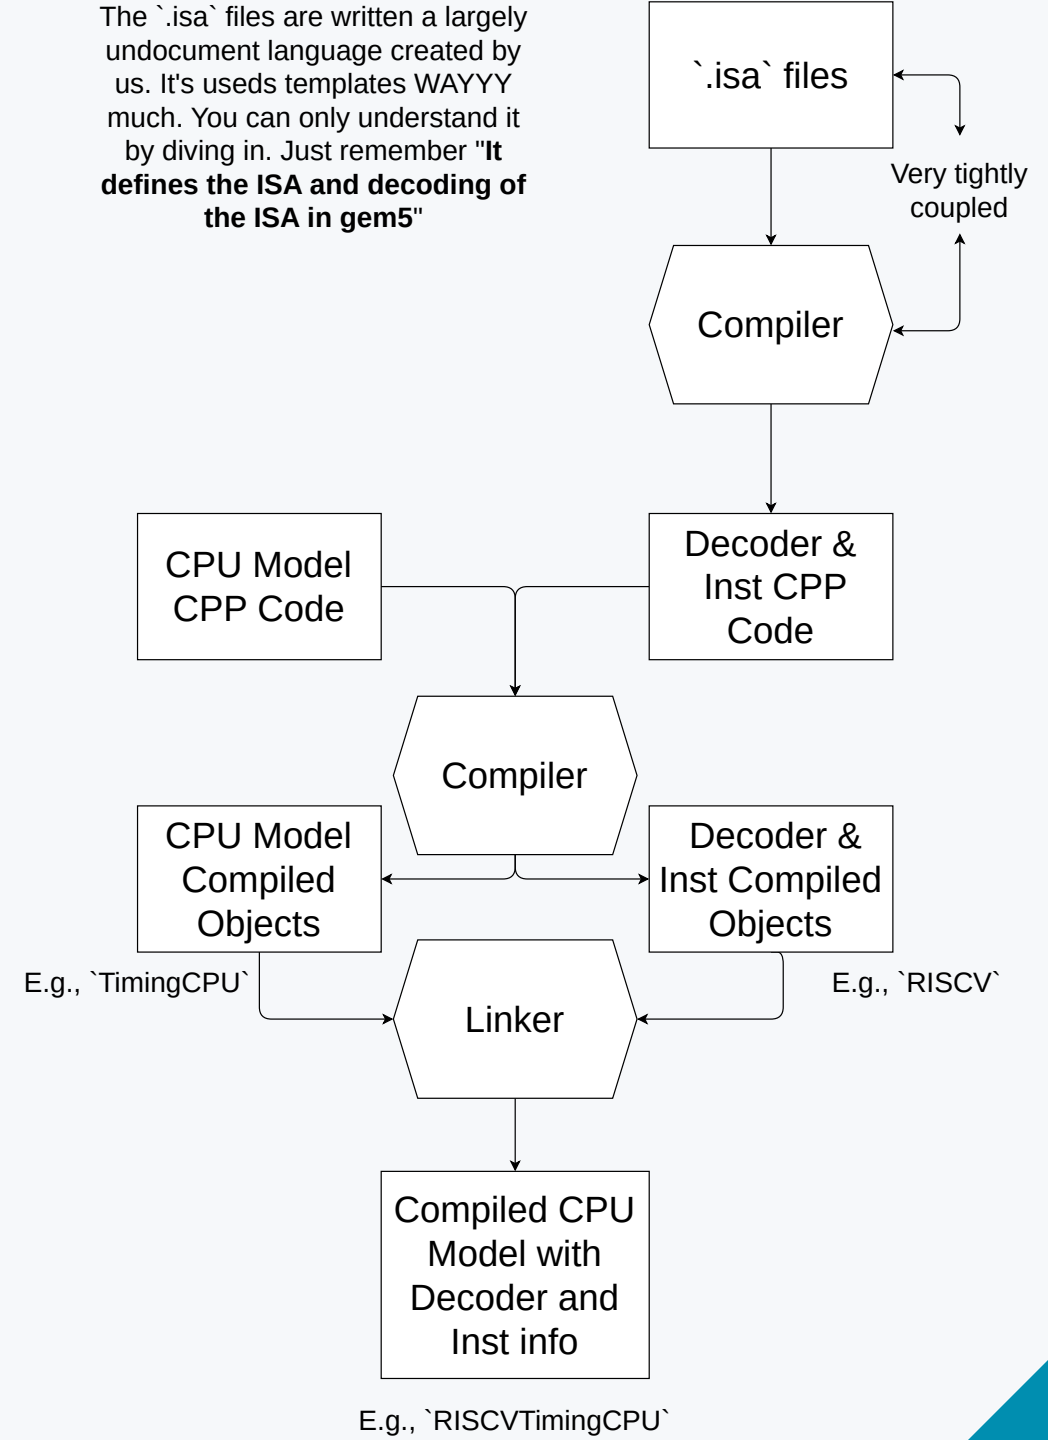 The `.isa` files are written a largely
undocument language created by
us. It's useds templates WAYYY
much. You can only understand it
by diving in. Just remember "It
defines the ISA and decoding of
the ISA in gem5"
`.isa` files
Very tightly
coupled
Compiler
CPU Model
CPP Code
Decoder &
Inst CPP
Code
Compiler
CPU Model
Compiled
Objects
Decoder &
Inst Compiled
Objects
E.g., `TimingCPU`
E.g., `RISCV`
Linker
Compiled CPU
Model with
Decoder and
Inst info
E.g., `RISCVTimingCPU`